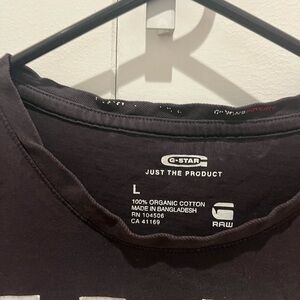 G-STAR
JUST THE PRODUCT
L
100% ORGANIC COTTON
MADE IN BANGLADESH
RN 104506
CA 41169
RAW